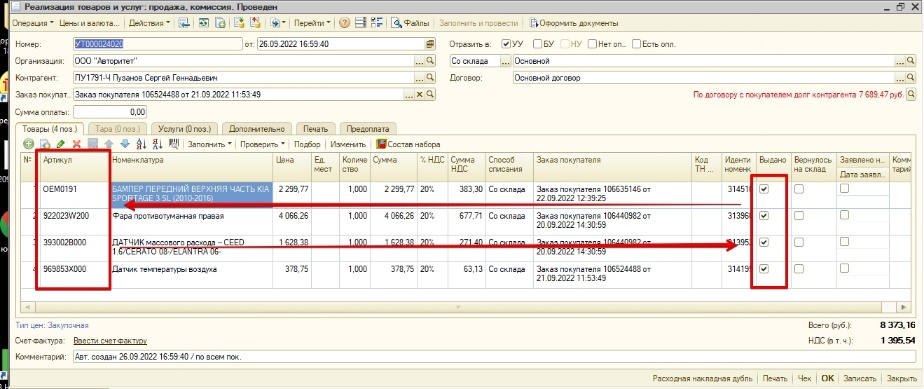 Реализация товаров и услуг: продажа, комиссия. Проведен
Операция Цены и валюта... Действия Перейти Файлы Заполнить и провести Оформить документы
Номер: УТ000024020 от: 26.09.2022 16:59:40 Отразить в: УУ БУ НУ Нет оп.. Есть опл.
Организация: ООО "Авторитет" Со склада Основной
Контрагент: ПУ1791-Ч Пузанов Сергей Геннадьевич Договор: Основной договор
Заказ покупат.. Заказ покупателя 106524488 от 21.09.2022 11:53:49 По договору с покупателем долг контрагента 7 689,47 руб.
Сумма оплаты: 0,00
Товары (4 поз.) Тара (0 поз.) Услуги (0 поз.) Дополнительно Печать Предоплата
Заполнить Проверить Подбор Изменить Состав набора
№ Артикул Номенклатура Цена Ед. мест Количе ство Сумма % НДС Сумма НДС Способ списания Заказ покупателя Код ТН ... Иденти номенк Выдано Вернулось на склад Заявлено н... Дата заявл.. Комм тарий
1 OEM0191 БАМПЕР ПЕРЕДНИЙ ВЕРХНЯЯ ЧАСТЬ KIA SPORTAGE 3 SL (2010-2016) 2 299,77 1,000 2 299,77 20% 383,30 Со склада Заказ покупателя 106635146 от 22.09.2022 12:39:25 31451
2 922023W200 Фара противотуманная правая 4 066,26 1,000 4 066,26 20% 677,71 Со склада Заказ покупателя 106440982 от 20.09.2022 14:30:59 31396
3 393002B000 ДАТЧИК массового расхода – CEED 1.6/CERATO 08-/ELANTRA 06- 1 628,38 1,000 1 628,38 20% 271,40 Со склада Заказ покупателя 106440982 от 20.09.2022 14:30:59
4 969853X000 Датчик температуры воздуха 378,75 1,000 378,75 20% 63,13 Со склада Заказ покупателя 106524488 от 21.09.2022 11:53:49 31419
Тип цен: Закупочная Всего (руб.): 8 373,16
Счет-фактура: Ввести счет-фактуру НДС (в т. ч.): 1 395,54
Комментарий: Авт. создан 26.09.2022 16:59:40 / по всем пок.
Расходная накладная дубль Печать Чек OK Записать Закрыть